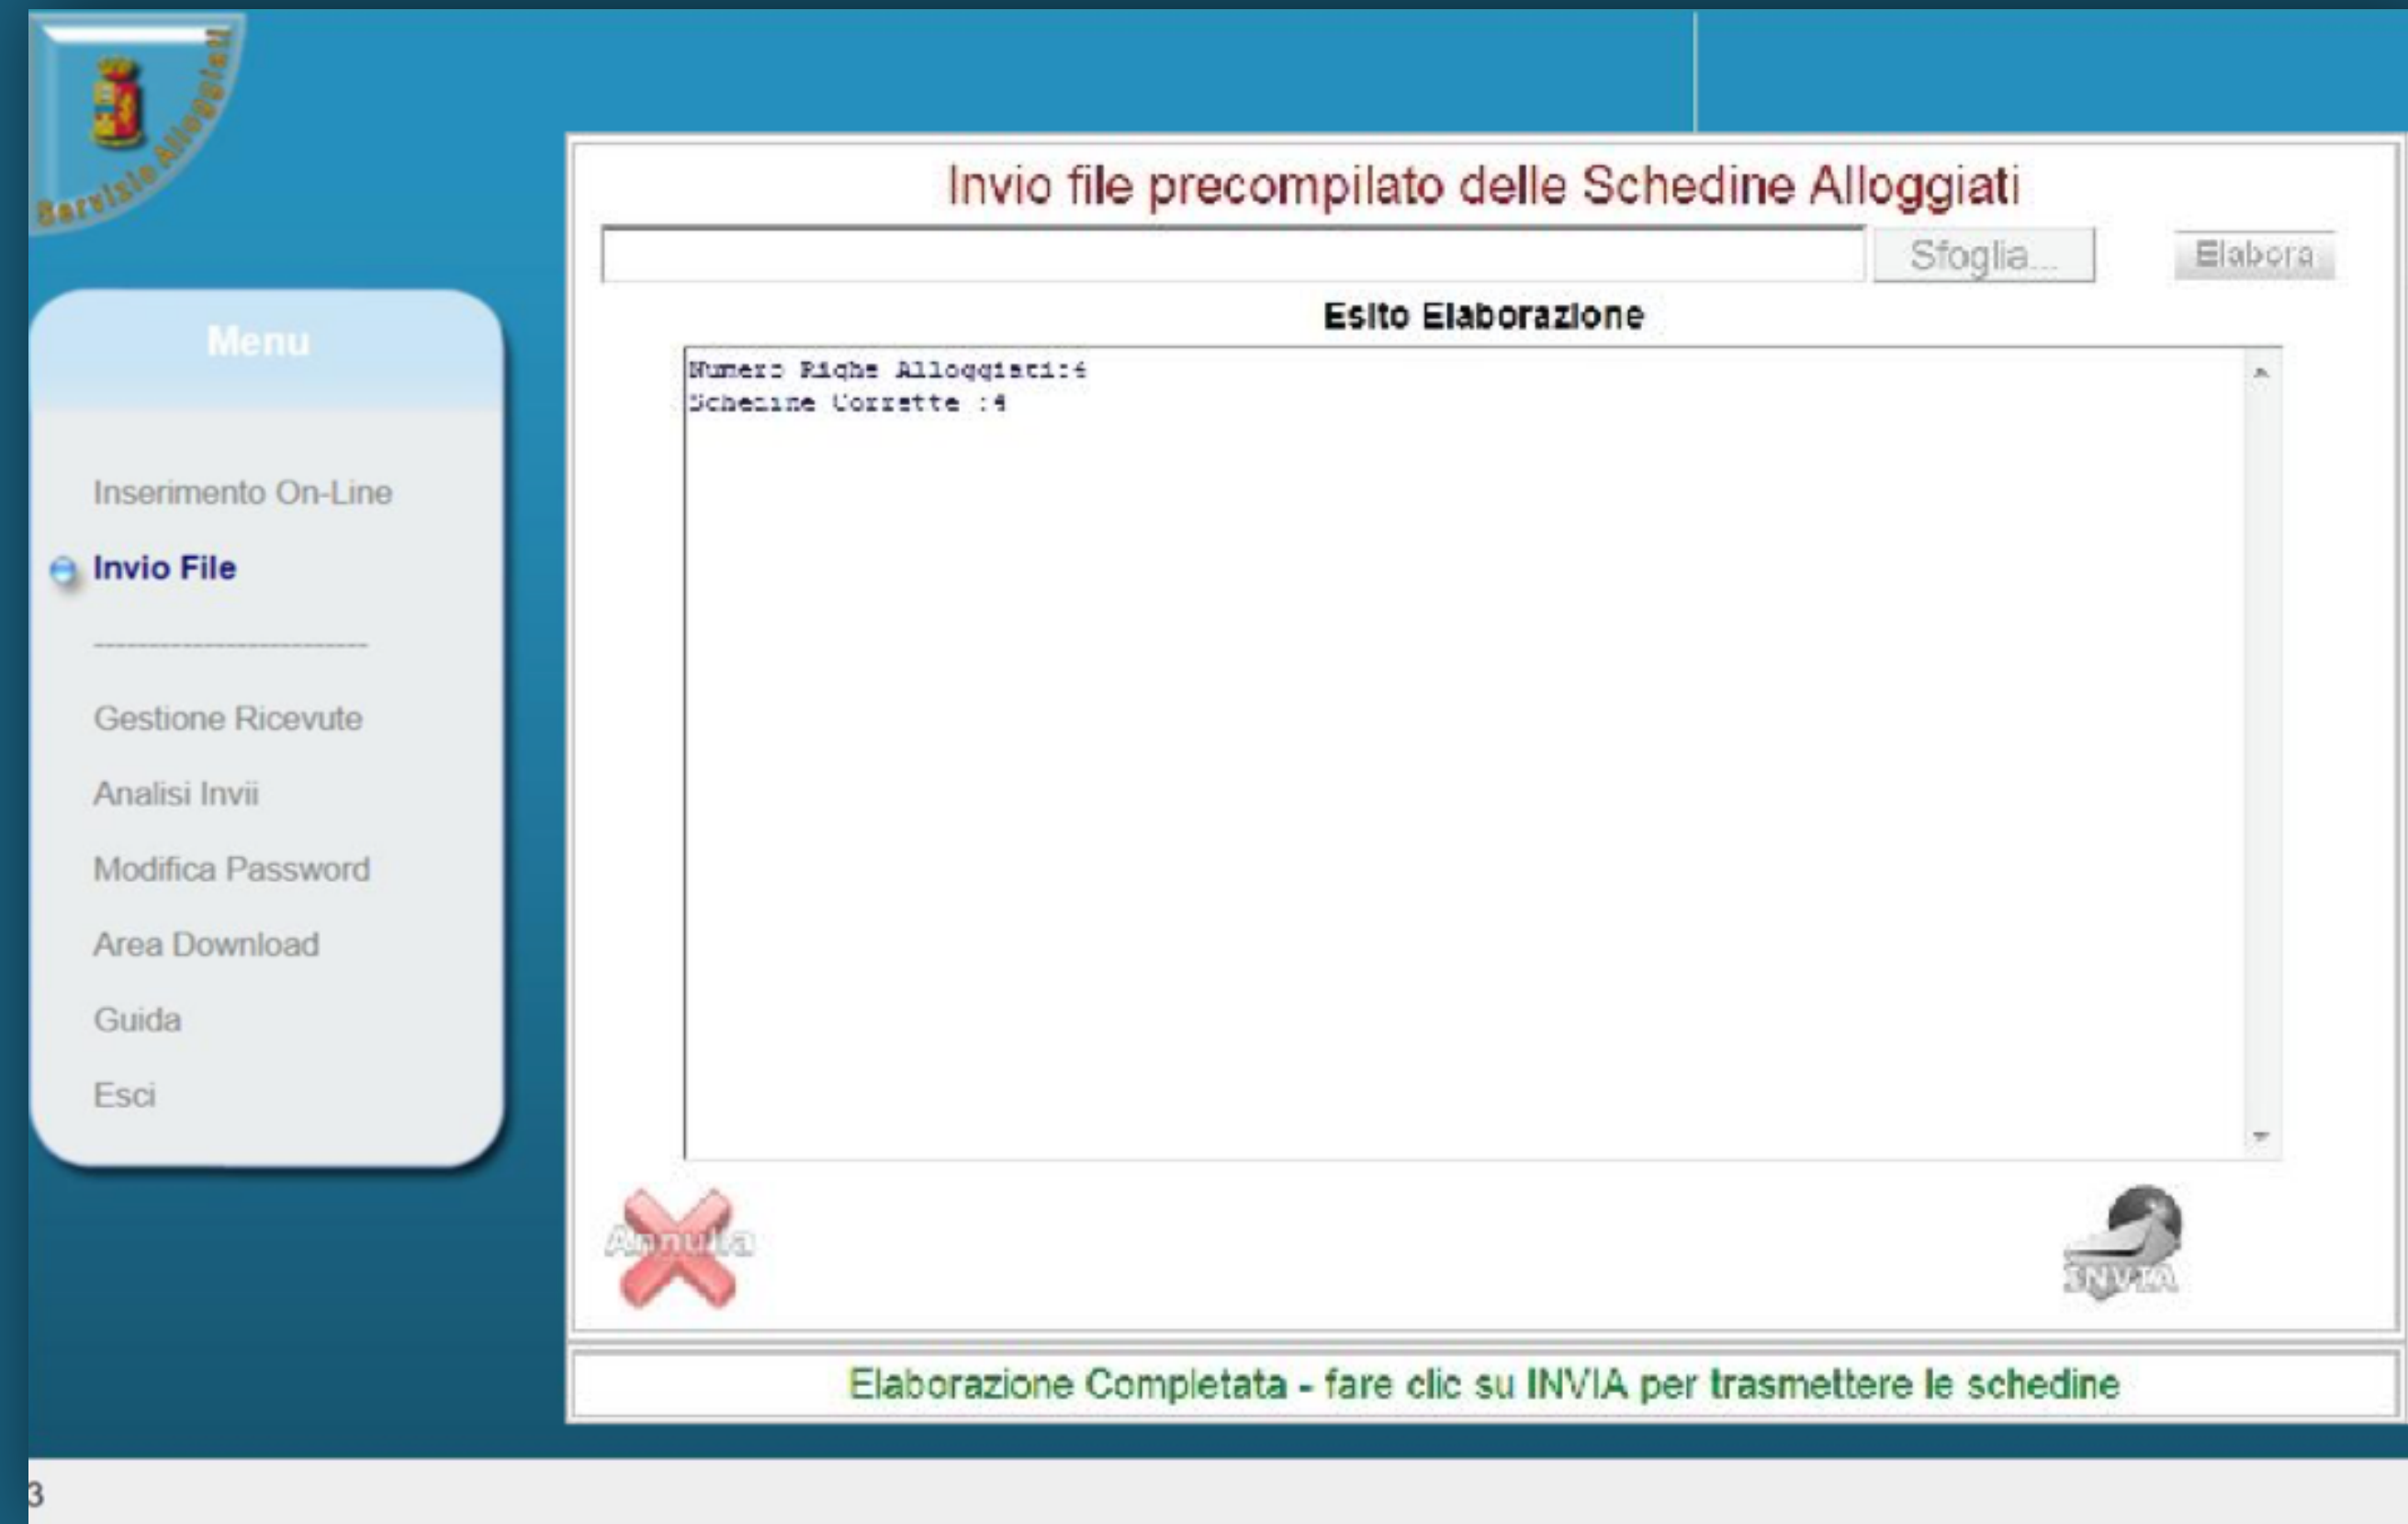 Servizio Alloggiati
Invio file precompilato delle Schedine Alloggiati
Sfoglia...
Elabora
Esito Elaborazione
Menu
Numero Righe Alloggiati:4
Schedine Corrette :4
Inserimento On-Line
Invio File
-------------------------
Gestione Ricevute
Analisi Invii
Modifica Password
Area Download
Guida
Esci
Annulla
INVIA
Elaborazione Completata - fare clic su INVIA per trasmettere le schedine
3